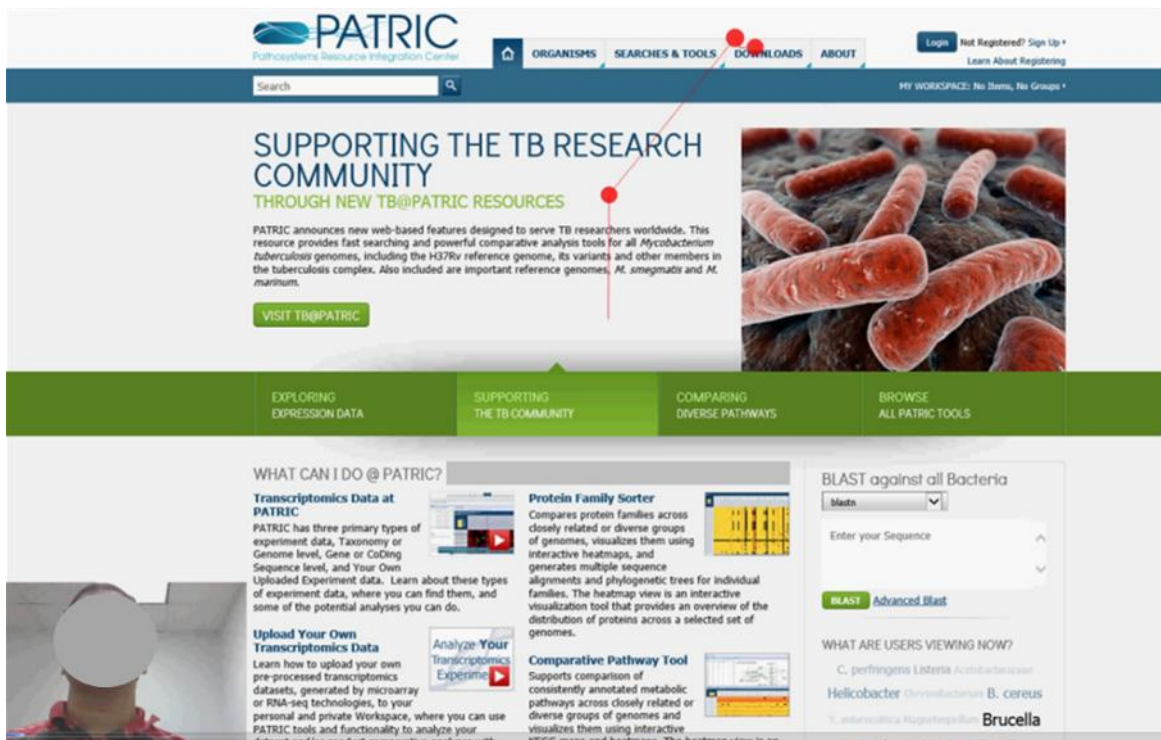 PATRIC
Pathosystems Resource Integration Center
ORGANISMS SEARCHES & TOOLS DOWNLOADS ABOUT
Login Not Registered? Sign Up
Learn About Registering
Search
MY WORKSPACE: No Items, No Groups
SUPPORTING THE TB RESEARCH
COMMUNITY
THROUGH NEW TB@PATRIC RESOURCES
PATRIC announces new web-based features designed to serve TB researchers worldwide. This
resource provides fast searching and powerful comparative analysis tools for all Mycobacterium
tuberculosis genomes, including the H37Rv reference genome, its variants and other members in
the tuberculosis complex. Also included are important reference genomes, M. smegmatis and M.
marinum.
VISIT TB@PATRIC
EXPLORING
EXPRESSION DATA
SUPPORTING
THE TB COMMUNITY
COMPARING
DIVERSE PATHWAYS
BROWSE
ALL PATRIC TOOLS
WHAT CAN I DO @ PATRIC?
Transcriptomics Data at
PATRIC
PATRIC has three primary types of
experiment data, Taxonomy or
Genome level, Gene or CoDing
Sequence level, and Your Own
Uploaded Experiment data. Learn about these types
of experiment data, where you can find them, and
some of the potential analyses you can do.
Upload Your Own
Transcriptomics Data
Learn how to upload your own
pre-processed transcriptomics
datasets, generated by microarray
or RNA-seq technologies, to your
personal and private Workspace, where you can use
PATRIC tools and functionality to analyze your
Analyze Your
Transcriptomics
Experime
Protein Family Sorter
Compares protein families across
closely related or diverse groups
of genomes, visualizes them using
interactive heatmaps, and
generates multiple sequence
alignments and phylogenetic trees for individual
families. The heatmap view is an interactive
visualization tool that provides an overview of the
distribution of proteins across a selected set of
genomes.
Comparative Pathway Tool
Supports comparison of
consistently annotated metabolic
pathways across closely related or
diverse groups of genomes and
visualizes them using interactive
BLAST against all Bacteria
blastn
Enter your Sequence
BLAST Advanced Blast
WHAT ARE USERS VIEWING NOW?
C. perfringens Listeria
Helicobacter B. cereus
Brucella